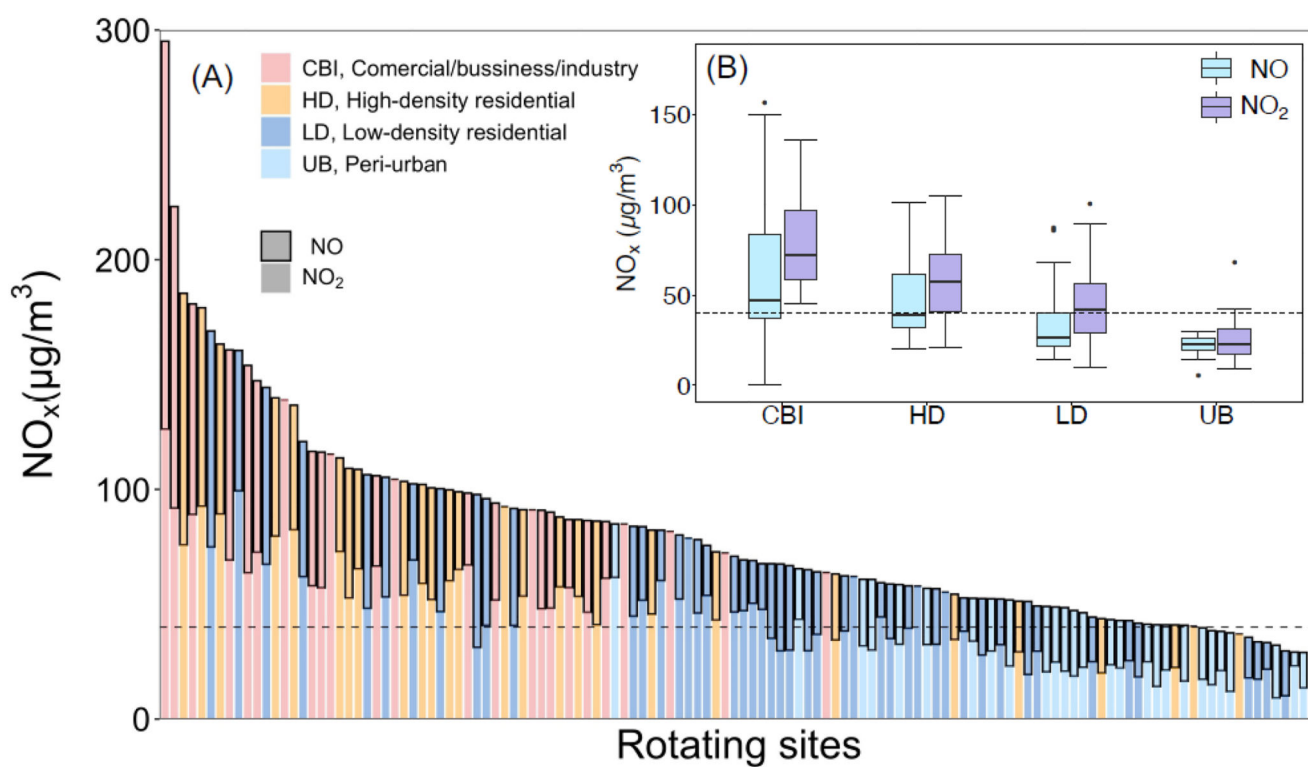 300
200
100
0
NOx(µg/m³)
Rotating sites
(A)
CBI, Comercial/bussiness/industry
HD, High-density residential
LD, Low-density residential
UB, Peri-urban
NO
NO₂
(B)
NO
NO₂
150
100
50
0
NOx (µg/m³)
CBI HD LD UB